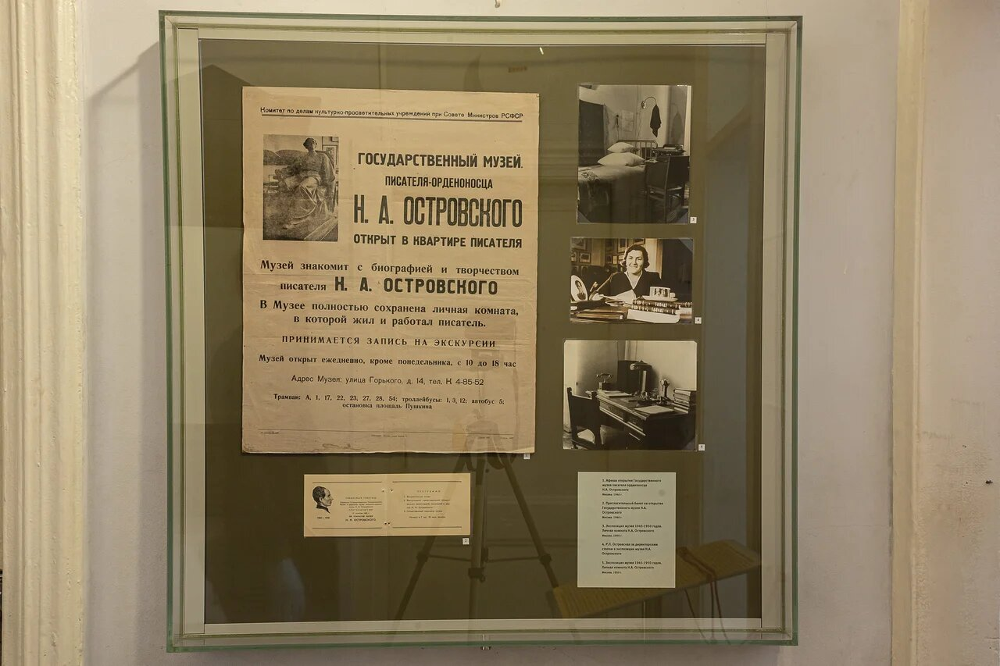 Комитет по делам культурно-просветительных учреждений при Совете Министров РСФСР
ГОСУДАРСТВЕННЫЙ МУЗЕЙ
ПИСАТЕЛЯ-ОРДЕНОНОСЦА
Н. А. ОСТРОВСКОГО
ОТКРЫТ В КВАРТИРЕ ПИСАТЕЛЯ
Музей знакомит с биографией и творчеством
писателя Н. А. ОСТРОВСКОГО
В Музее полностью сохранена личная комната,
в которой жил и работал писатель.
ПРИНИМАЕТСЯ ЗАПИСЬ НА ЭКСКУРСИИ
Музей открыт ежедневно, кроме понедельника, с 10 до 18 час
Адрес Музея: улица Горького, д. 14, тел. К 4-85-52
Трамваи: А, 1, 17, 22, 23, 27, 28, 54; троллейбусы: 1, 3, 12; автобус 5;
остановка площадь Пушкина
1
3
4
5
1904—1936
Н. А. ОСТРОВСКОГО
ПРОГРАММА
2
1. Афиша открытия Государственного
музея писателя орденоносца
Н.А. Островского
Москва. 1940 г.
2. Пригласительный билет на открытие
Государственного музея Н.А.
Островского
Москва. 1940 г.
3. Экспозиция музея 1945-1950 годов.
Личная комната Н.А. Островского
Москва. 1950 г.
4. Р.П. Островская за директорским
столом в экспозиции музея Н.А.
Островского
5. Экспозиция музея 1945-1950 годов.
Личная комната Н.А. Островского
Москва. 1950 г.